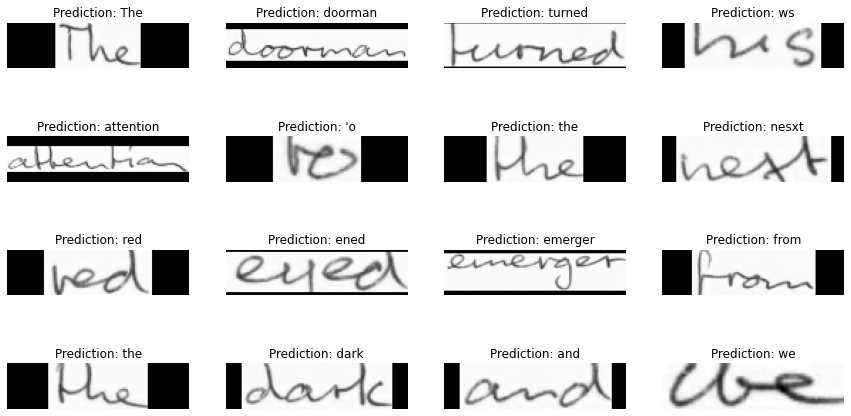 Prediction: The Prediction: doorman Prediction: turned Prediction: ws
The doorman turned his
Prediction: attention Prediction: 'o Prediction: the Prediction: nesxt
attention to the next
Prediction: red Prediction: ened Prediction: emerger Prediction: from
red eyed emerger from
Prediction: the Prediction: dark Prediction: and Prediction: we
the dark and we